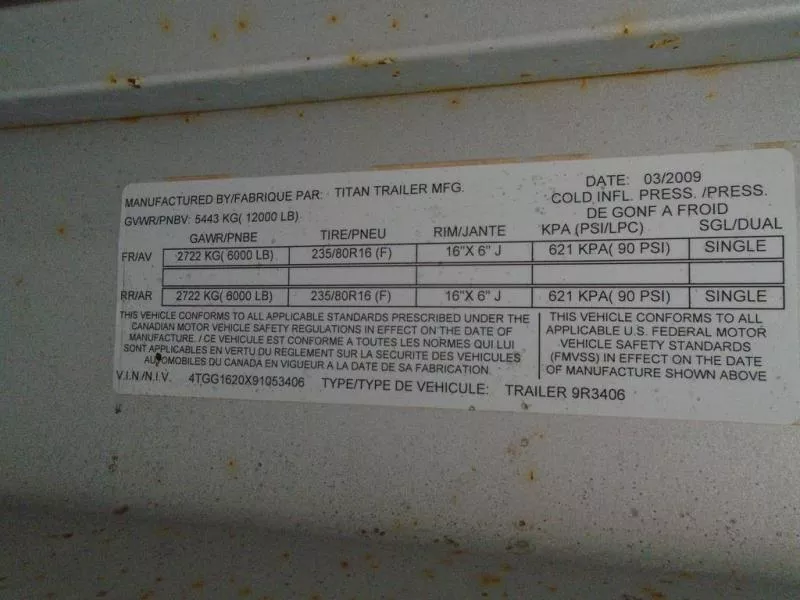 MANUFACTURED BY/FABRIQUE PAR: TITAN TRAILER MFG. DATE: 03/2009
GVWR/PNBV: 5443 KG( 12000 LB) COLD INFL. PRESS. /PRESS.
DE GONF A FROID
GAWR/PNBE TIRE/PNEU RIM/JANTE KPA (PSI/LPC) SGL/DUAL
FR/AV 2722 KG( 6000 LB) 235/80R16 (F) 16"X 6" J 621 KPA( 90 PSI) SINGLE
RR/AR 2722 KG( 6000 LB) 235/80R16 (F) 16"X 6" J 621 KPA( 90 PSI) SINGLE
THIS VEHICLE CONFORMS TO ALL APPLICABLE STANDARDS PRESCRIBED UNDER THE
CANADIAN MOTOR VEHICLE SAFETY REGULATIONS IN EFFECT ON THE DATE OF
MANUFACTURE. / CE VEHICULE EST CONFORME A TOUTES LES NORMES QUI LUI
SONT APPLICABLES EN VERTU DU REGLEMENT SUR LA SECURITE DES VEHICULES
AUTOMOBILES DU CANADA EN VIGUEUR A LA DATE DE SA FABRICATION.
THIS VEHICLE CONFORMS TO ALL
APPLICABLE U.S. FEDERAL MOTOR
VEHICLE SAFETY STANDARDS
(FMVSS) IN EFFECT ON THE DATE
OF MANUFACTURE SHOWN ABOVE
V.I.N./N.I.V. 4TGG1620X91053406 TYPE/TYPE DE VEHICULE: TRAILER 9R3406